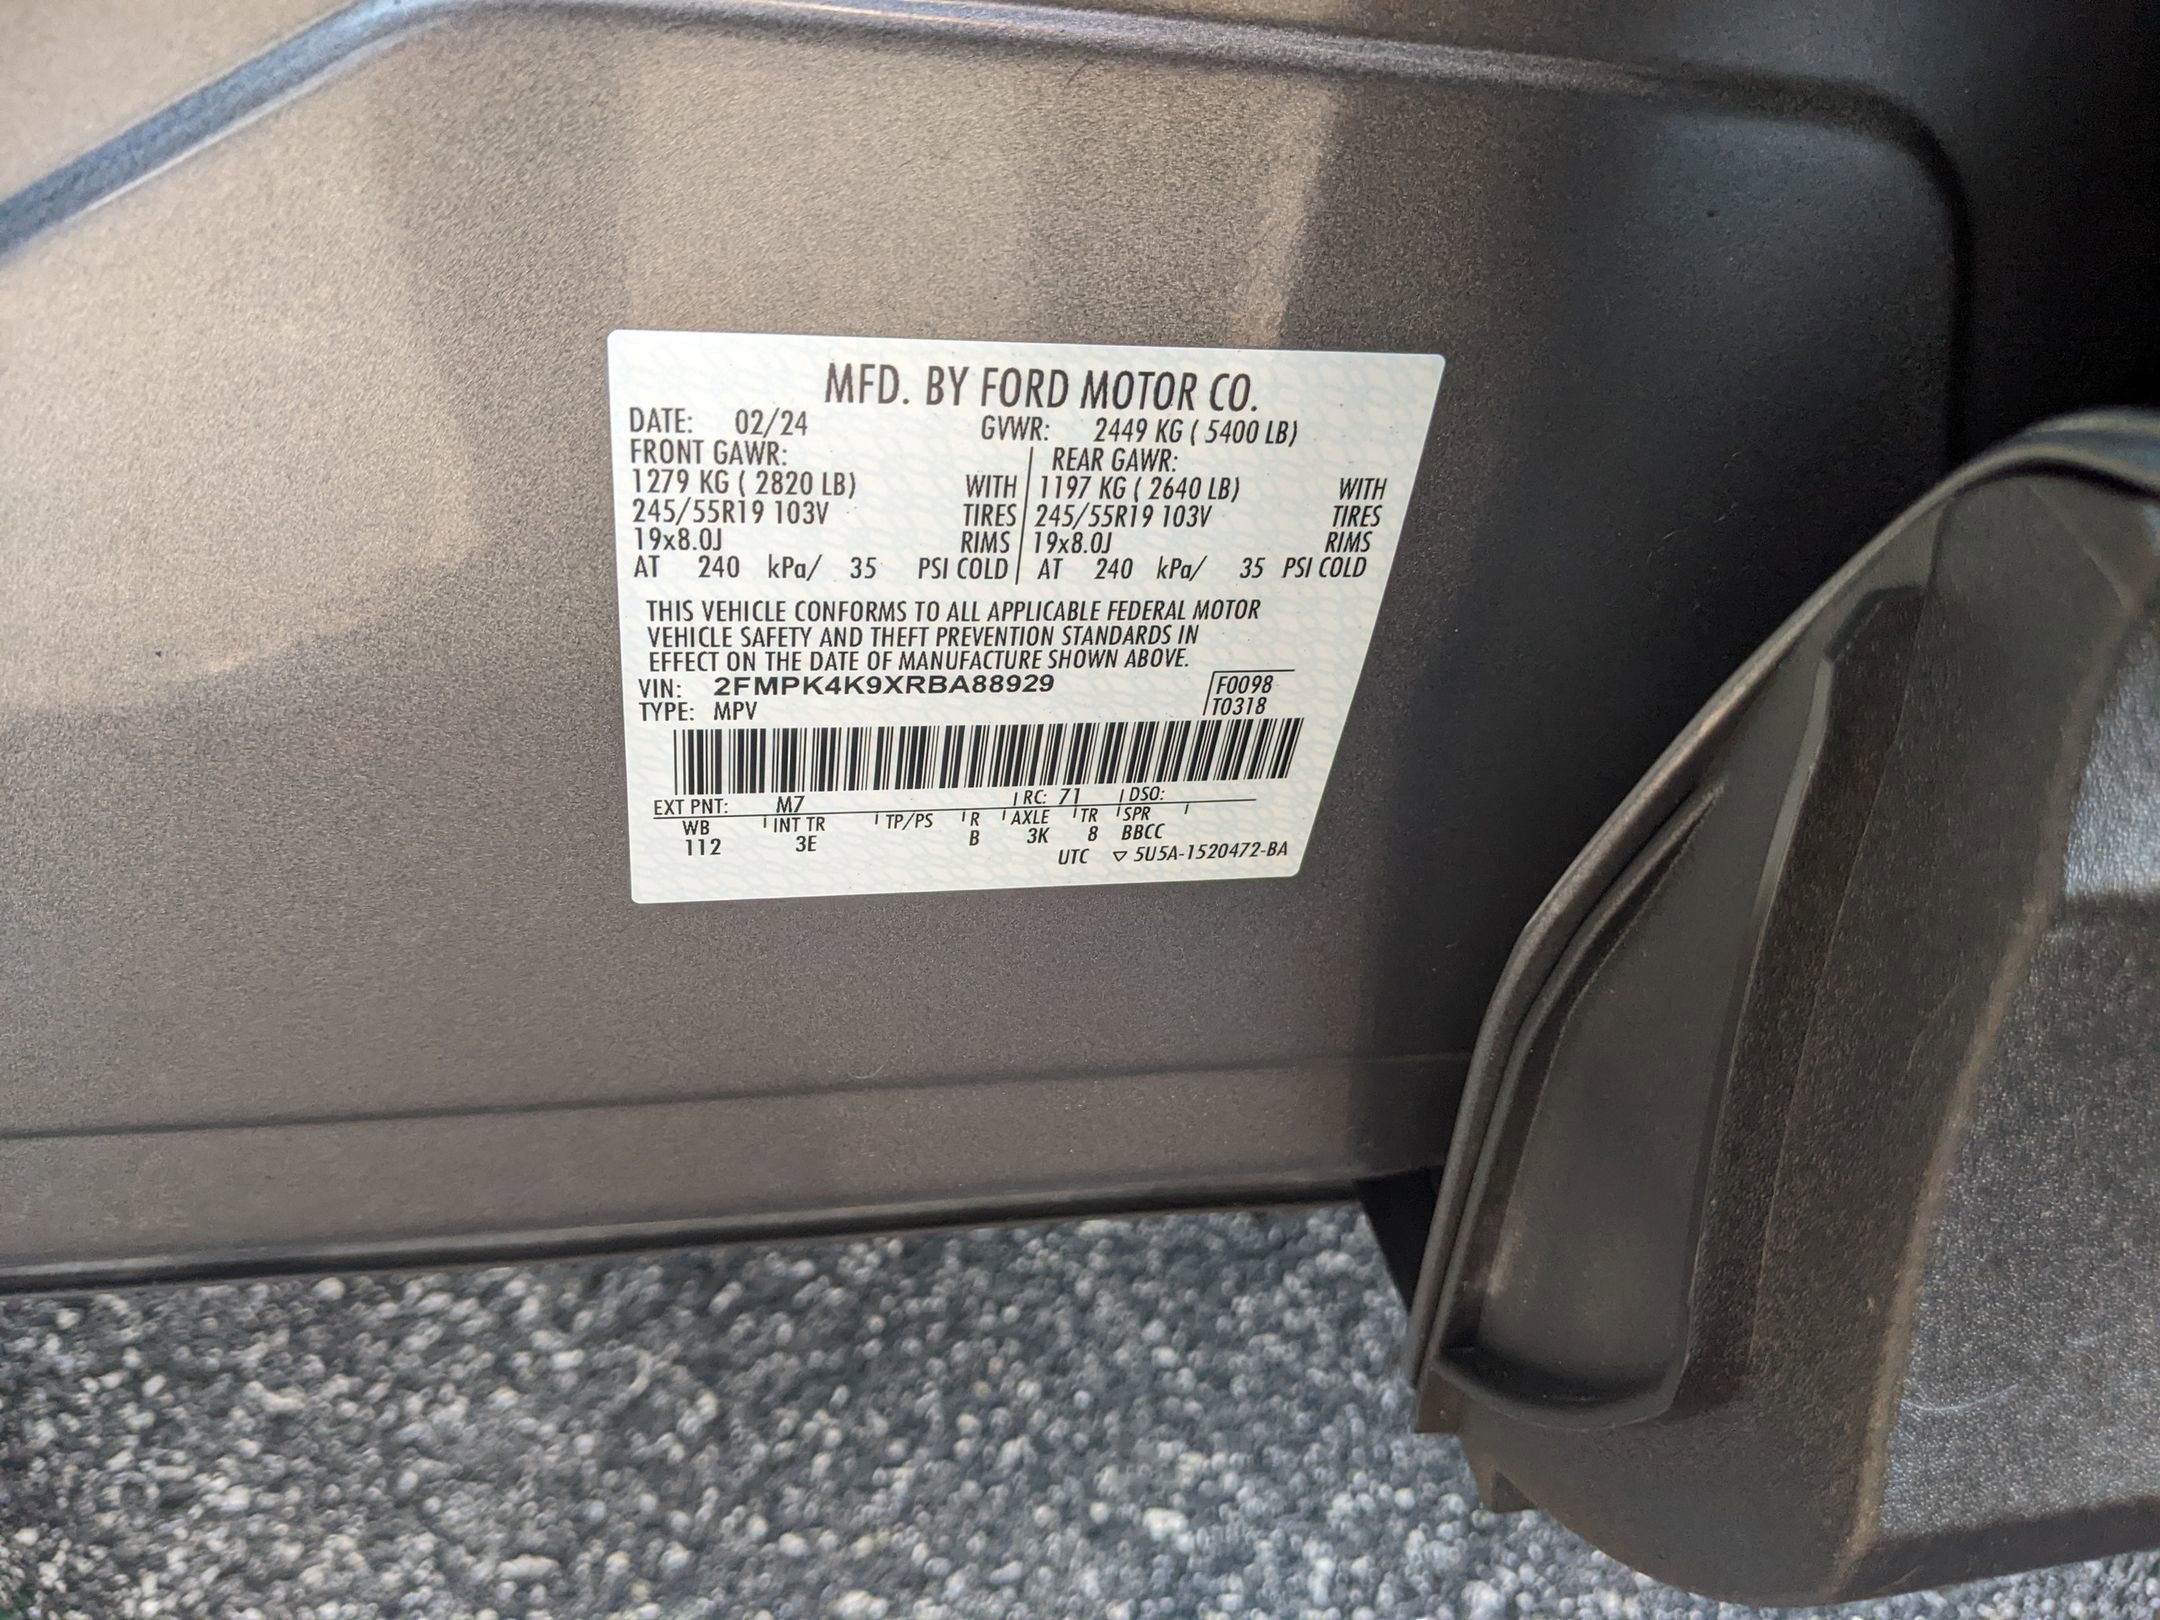 MFD. BY FORD MOTOR CO.
DATE: 02/24 GVWR: 2449 KG ( 5400 LB)
FRONT GAWR: REAR GAWR:
1279 KG ( 2820 LB) WITH 1197 KG ( 2640 LB) WITH
245/55R19 103V TIRES 245/55R19 103V TIRES
19x8.0J RIMS 19x8.0J RIMS
AT 240 kPa/ 35 PSI COLD AT 240 kPa/ 35 PSI COLD
THIS VEHICLE CONFORMS TO ALL APPLICABLE FEDERAL MOTOR
VEHICLE SAFETY AND THEFT PREVENTION STANDARDS IN
EFFECT ON THE DATE OF MANUFACTURE SHOWN ABOVE.
VIN: 2FMPK4K9XRBA88929 F0098
TYPE: MPV T0318
EXT PNT: M7 RC: 71 DSO:
WB INT TR TP/PS R AXLE TR SPR
112 3E B 3K 8 BBCC
UTC ▽ 5U5A-1520472-BA